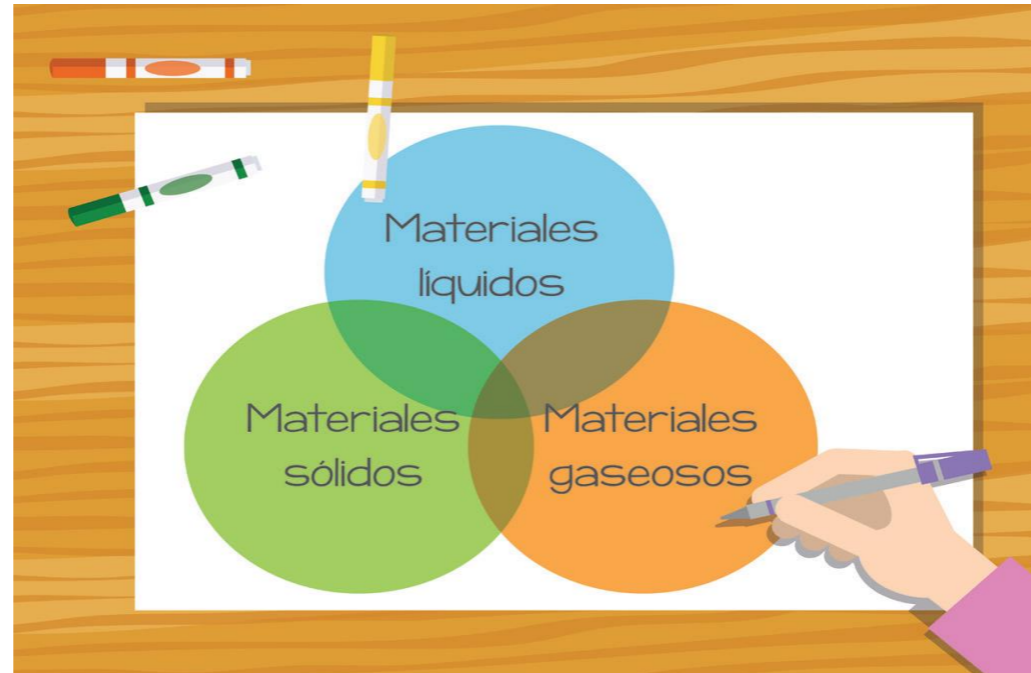 Materiales
líquidos
Materiales
sólidos
Materiales
gaseosos